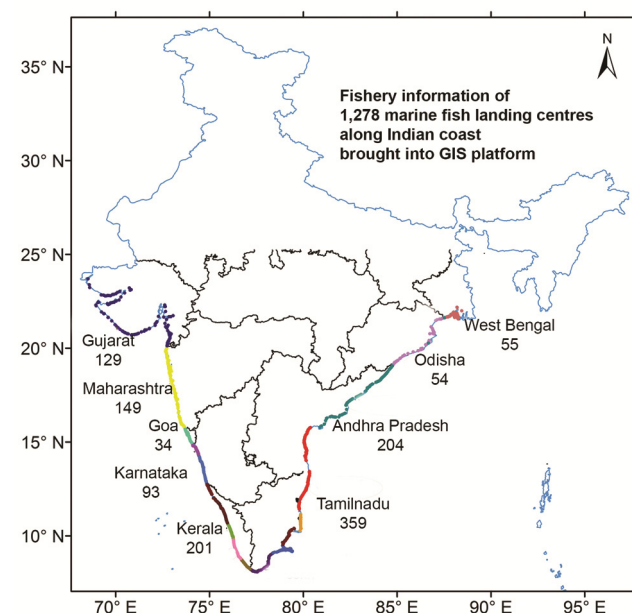 N
35° N
Fishery information of
1,278 marine fish landing centres
along Indian coast
brought into GIS platform
30° N
25° N
Gujarat
129
West Bengal
55
20° N
Odisha
54
Maharashtra
149
Goa
34
Andhra Pradesh
204
15° N
Karnataka
93
Tamilnadu
359
Kerala
201
10° N
70° E 75° E 80° E 85° E 90° E 95° E